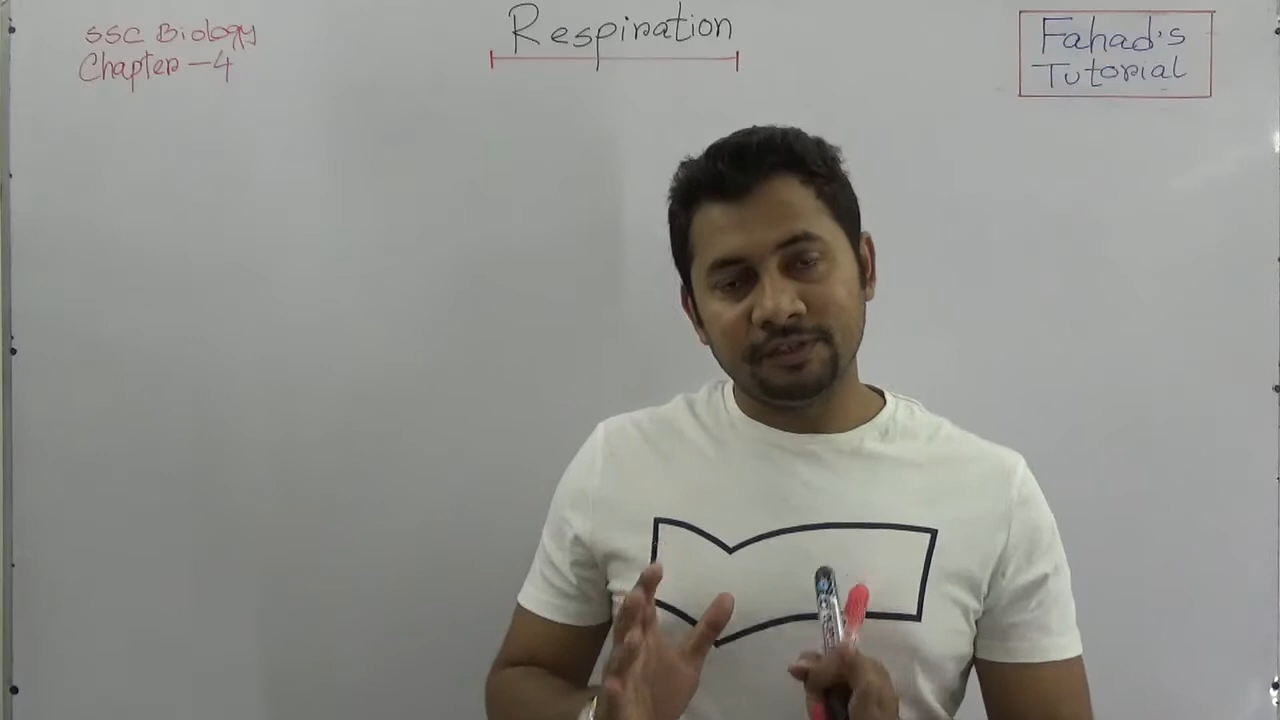 SSC Biology
Chapter - 4
Respiration
Fahad's
Tutorial